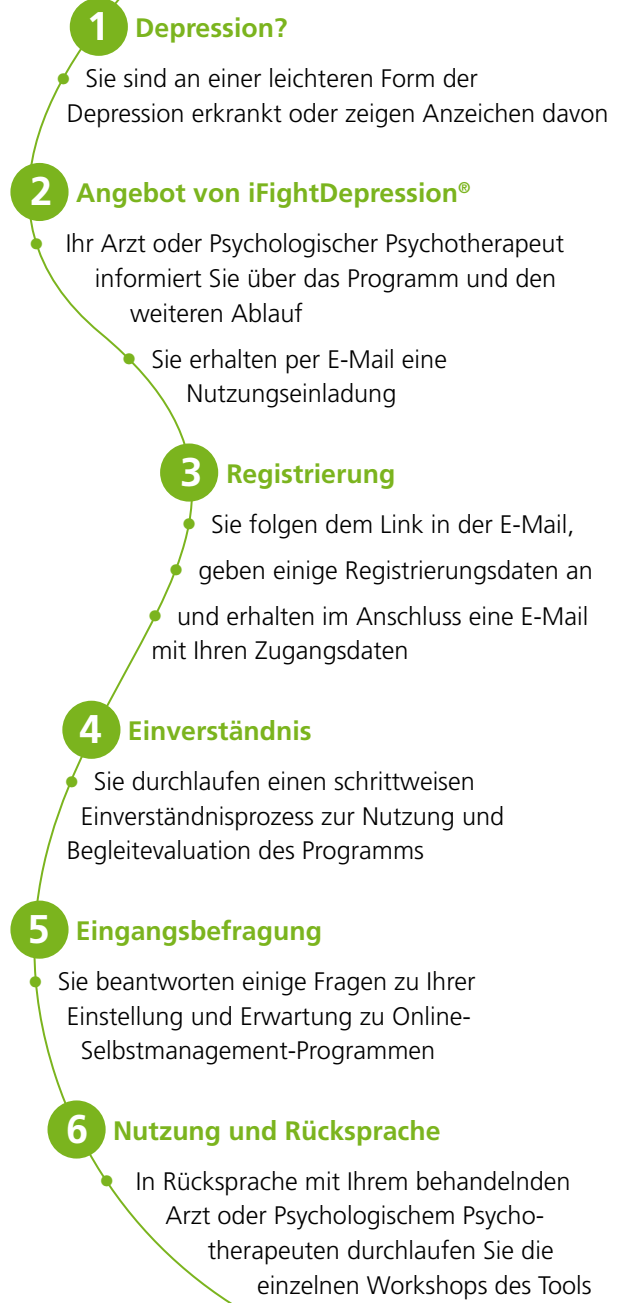 1 Depression?
Sie sind an einer leichteren Form der
Depression erkrankt oder zeigen Anzeichen davon
2 Angebot von iFightDepression®
Ihr Arzt oder Psychologischer Psychotherapeut
informiert Sie über das Programm und den
weiteren Ablauf
Sie erhalten per E-Mail eine
Nutzungseinladung
3 Registrierung
Sie folgen dem Link in der E-Mail,
geben einige Registrierungsdaten an
und erhalten im Anschluss eine E-Mail
mit Ihren Zugangsdaten
4 Einverständnis
Sie durchlaufen einen schrittweisen
Einverständnisprozess zur Nutzung und
Begleitevaluation des Programms
5 Eingangsbefragung
Sie beantworten einige Fragen zu Ihrer
Einstellung und Erwartung zu Online-
Selbstmanagement-Programmen
6 Nutzung und Rücksprache
In Rücksprache mit Ihrem behandelnden
Arzt oder Psychologischem Psycho-
therapeuten durchlaufen Sie die
einzelnen Workshops des Tools